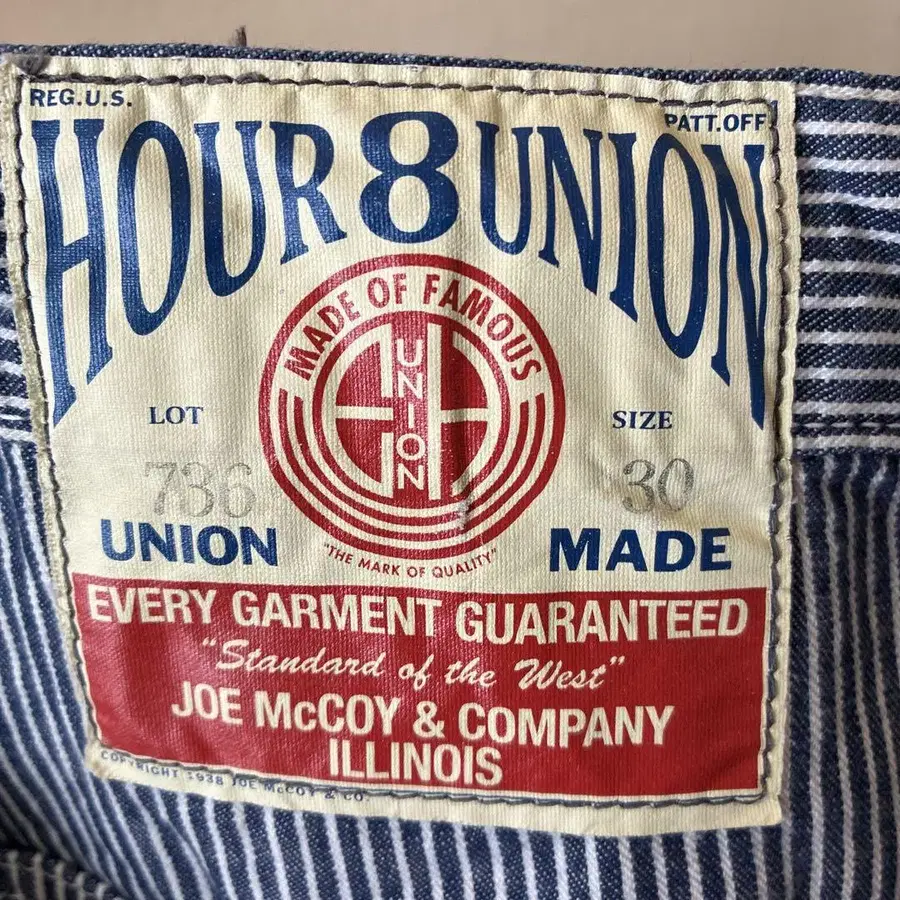 REG.U.S.
PATT.OFF
HOUR 8 UNION
MADE OF FAMOUS
UNION
LOT
SIZE
736
30
UNION MADE
"THE MARK OF QUALITY"
EVERY GARMENT GUARANTEED
"Standard of the West"
JOE McCOY & COMPANY
ILLINOIS
COPYRIGHT 1938 JOE McCOY & CO.